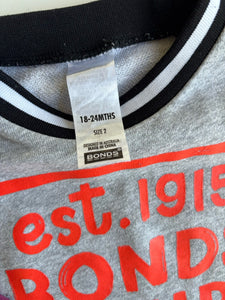 18-24MTHS
SIZE 2
DESIGNED IN AUSTRALIA
MADE IN CHINA
BONDS
est. 1915
BONDS